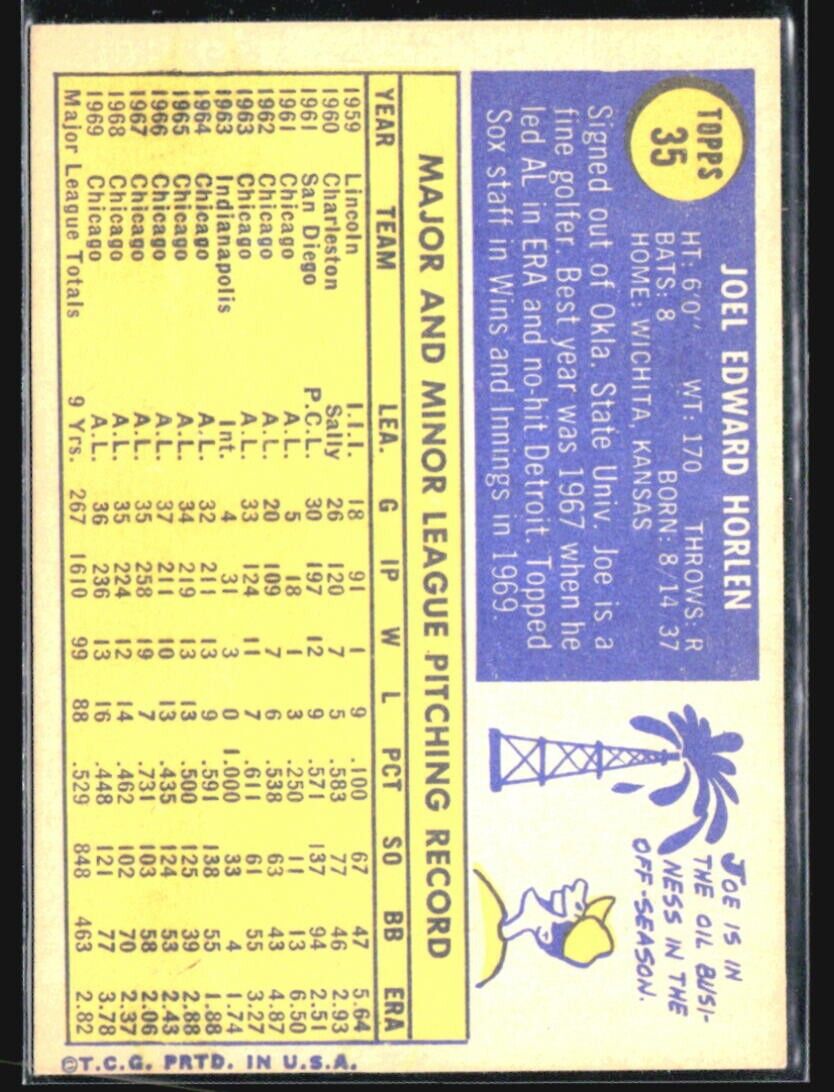 TOPPS
35
JOEL EDWARD HORLEN
HT: 6'0" WT: 170 THROWS: R
BATS: 8 BORN: 8/14/37
HOME: WICHITA, KANSAS
Signed out of Okla. State Univ. Joe is a
fine golfer. Best year was 1967 when he
led AL in ERA and no-hit Detroit. Topped
Sox staff in Wins and Innings in 1969.
JOE IS IN
THE OIL BUSI-
NESS IN THE
OFF-SEASON.
MAJOR AND MINOR LEAGUE PITCHING RECORD
YEAR TEAM LEA. G IP W L PCT SO BB ERA
1959 Lincoln I.I.I. 18 91 1 9 .100 67 47 5.64
1960 Charleston Sally 26 120 7 5 .583 77 46 2.93
1961 San Diego P.C.L. 30 197 12 9 .571 137 94 2.51
1961 Chicago A.L. 5 18 1 3 .250 11 13 6.50
1962 Chicago A.L. 20 109 7 6 .538 63 43 4.87
1963 Chicago A.L. 33 124 11 7 .611 61 55 3.27
1963 Indianapolis Int. 4 31 3 0 1.000 33 4 1.74
1964 Chicago A.L. 32 211 13 9 .591 138 55 1.88
1965 Chicago A.L. 34 219 13 13 .500 125 39 2.88
1966 Chicago A.L. 37 211 10 13 .435 124 53 2.43
1967 Chicago A.L. 35 258 19 7 .731 103 58 2.06
1968 Chicago A.L. 35 224 12 14 .462 102 70 2.37
1969 Chicago A.L. 36 236 13 16 .448 121 77 3.78
Major League Totals 9 Yrs. 267 1610 99 88 .529 848 463 2.82
©T.C.G. PRTD. IN U.S.A.